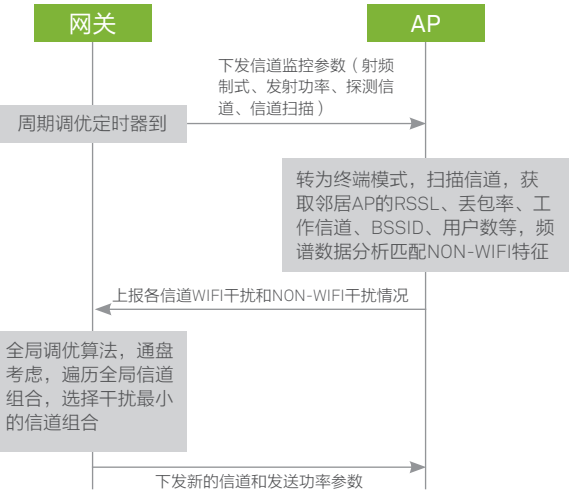 网关
AP
下发信道监控参数（射频
制式、发射功率、探测信
道、信道扫描）
周期调优定时器到
转为终端模式，扫描信道，获
取邻居AP的RSSL、丢包率、工
作信道、BSSID、用户数等，频
谱数据分析匹配NON-WIFI特征
上报各信道WIFI干扰和NON-WIFI干扰情况
全局调优算法，通盘
考虑，遍历全局信道
组合，选择干扰最小
的信道组合
下发新的信道和发送功率参数